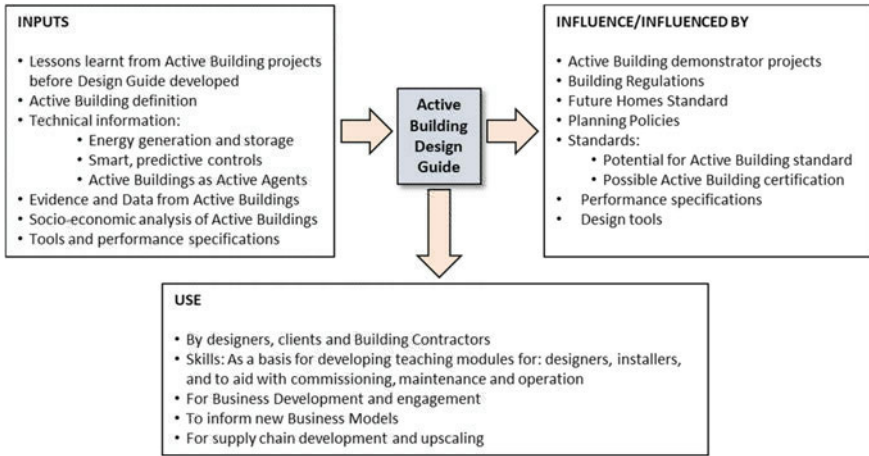 INPUTS
• Lessons learnt from Active Building projects
before Design Guide developed
• Active Building definition
• Technical information:
• Energy generation and storage
• Smart, predictive controls
• Active Buildings as Active Agents
• Evidence and Data from Active Buildings
• Socio-economic analysis of Active Buildings
• Tools and performance specifications
Active
Building
Design
Guide
INFLUENCE/INFLUENCED BY
• Active Building demonstrator projects
• Building Regulations
• Future Homes Standard
• Planning Policies
• Standards:
• Potential for Active Building standard
• Possible Active Building certification
• Performance specifications
• Design tools
USE
• By designers, clients and Building Contractors
• Skills: As a basis for developing teaching modules for: designers, installers,
and to aid with commissioning, maintenance and operation
• For Business Development and engagement
• To inform new Business Models
• For supply chain development and upscaling